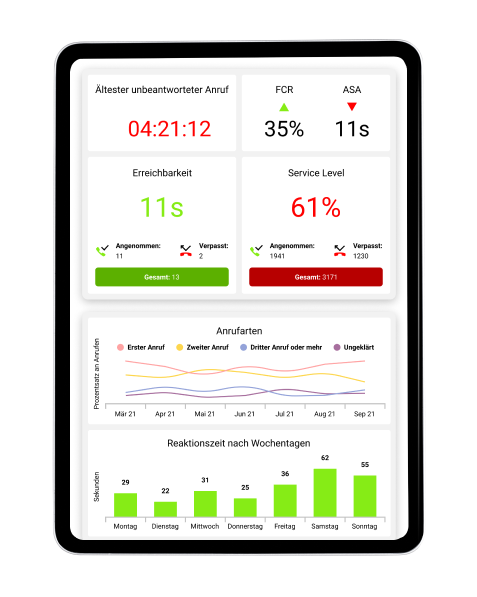 Ältester unbeantworteter Anruf
04:21:12
FCR ASA
35% 11s
Erreichbarkeit
11s
Angenommen: Verpasst:
11 2
Gesamt: 13
Service Level
61%
Angenommen: Verpasst:
1941 1230
Gesamt: 3171
Anrufarten
Erster Anruf Zweiter Anruf Dritter Anruf oder mehr Ungeklärt
Prozentsatz an Anrufen
Mär 21 Apr 21 Mai 21 Jun 21 Jul 21 Aug 21 Sep 21
Reaktionszeit nach Wochentagen
Sekunden
29 22 31 25 36 62 55
Montag Dienstag Mittwoch Donnerstag Freitag Samstag Sonntag